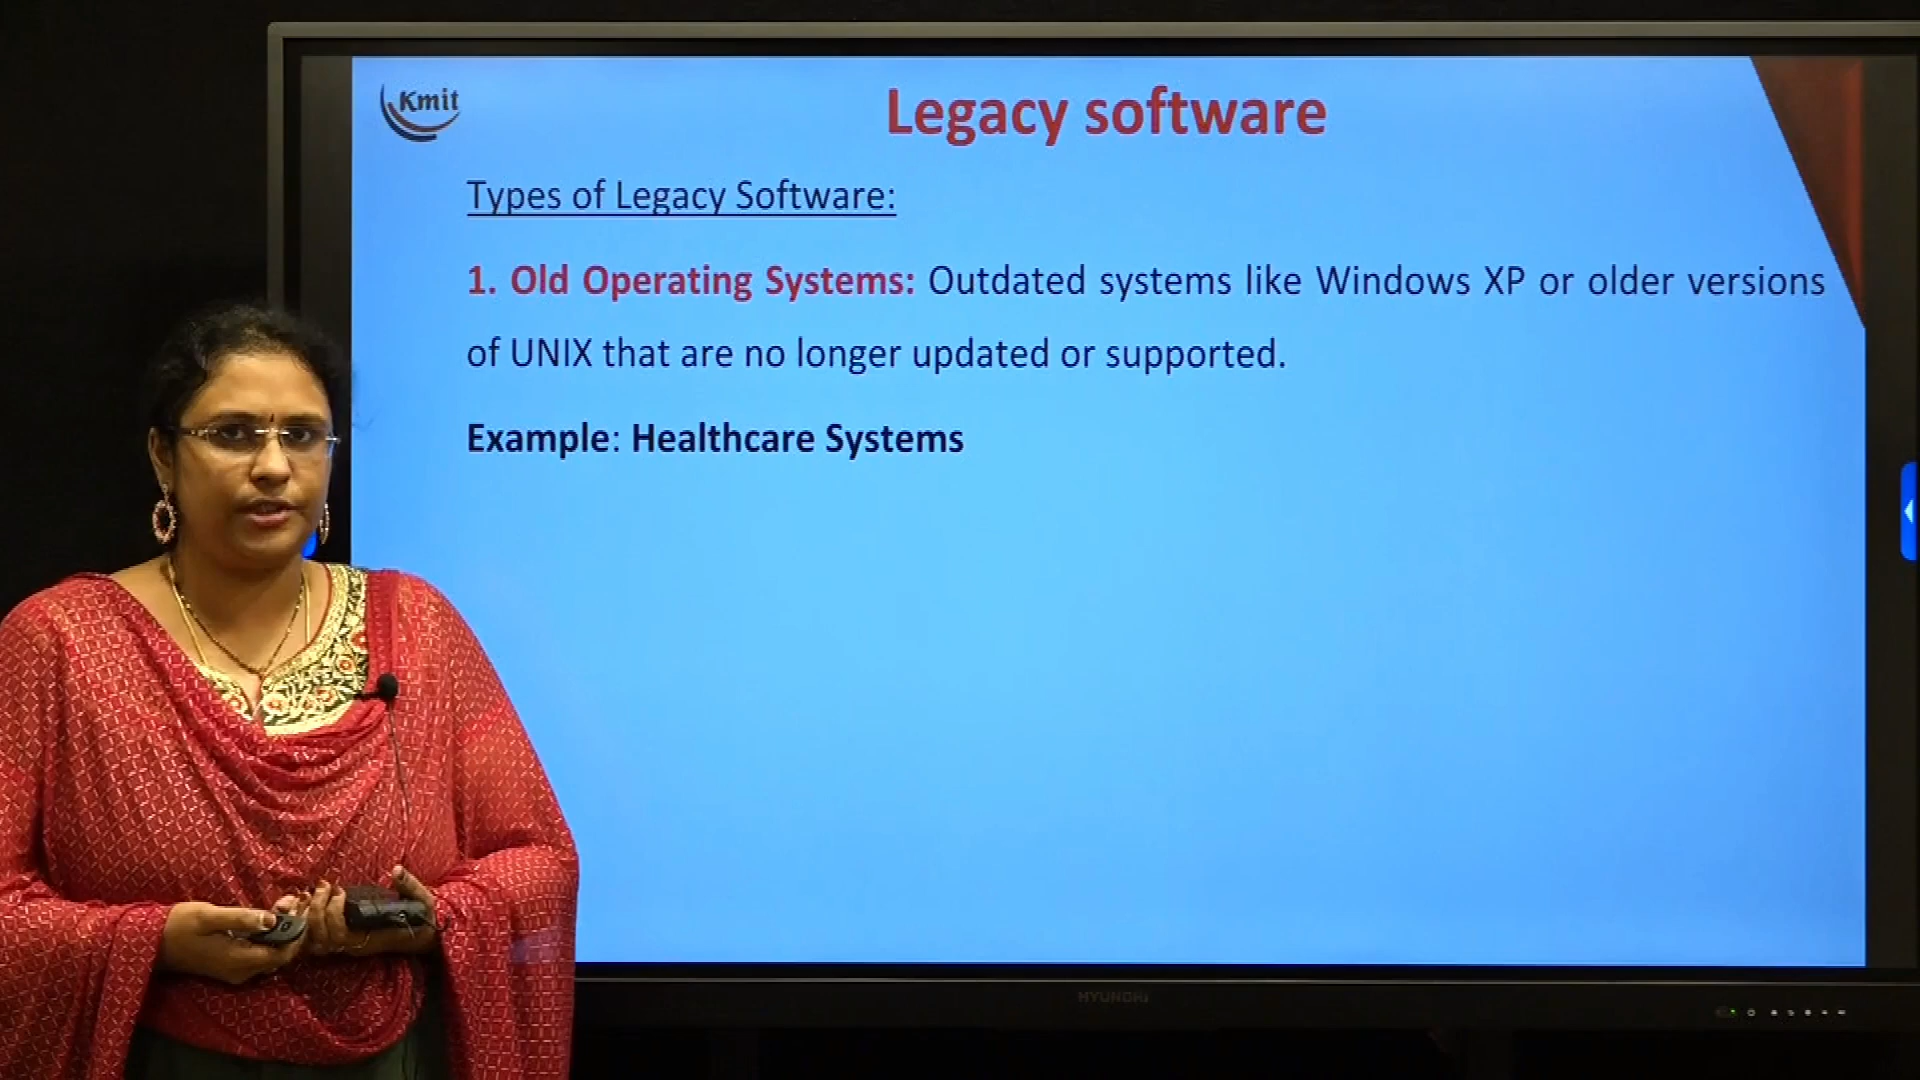 Kmit
Legacy software
Types of Legacy Software:
1. Old Operating Systems: Outdated systems like Windows XP or older versions
of UNIX that are no longer updated or supported.
Example: Healthcare Systems
HYUNDAI